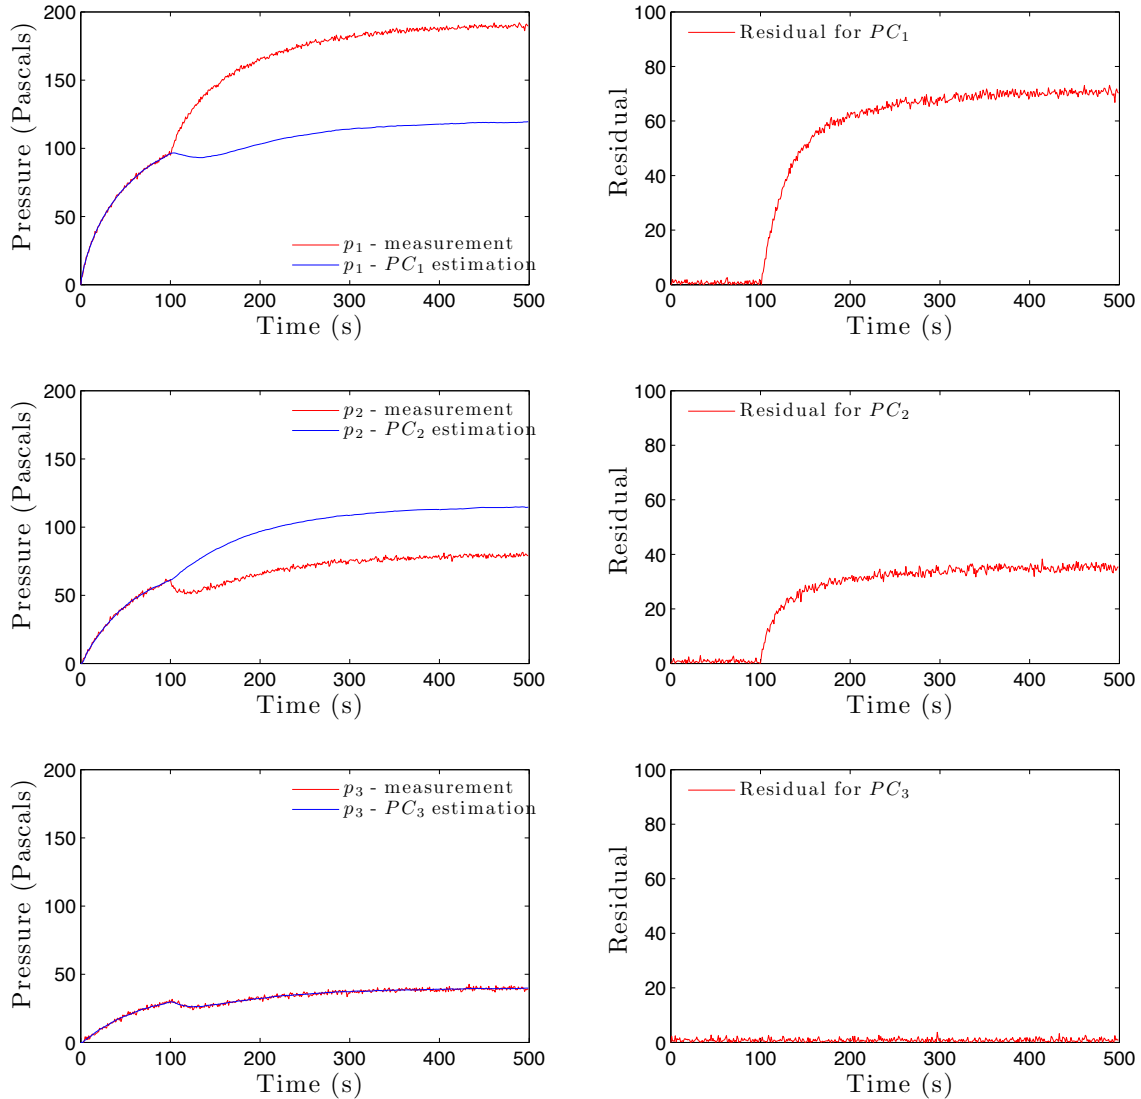 200
150
100
50
0
Pressure (Pascals)
p₁ - measurement
p₁ - PC₁ estimation
0 100 200 300 400 500
Time (s)
100
80
60
40
20
0
Residual
Residual for PC₁
0 100 200 300 400 500
Time (s)
200
150
100
50
0
Pressure (Pascals)
p₂ - measurement
p₂ - PC₂ estimation
0 100 200 300 400 500
Time (s)
100
80
60
40
20
0
Residual
Residual for PC₂
0 100 200 300 400 500
Time (s)
200
150
100
50
0
Pressure (Pascals)
p₃ - measurement
p₃ - PC₃ estimation
0 100 200 300 400 500
Time (s)
100
80
60
40
20
0
Residual
Residual for PC₃
0 100 200 300 400 500
Time (s)